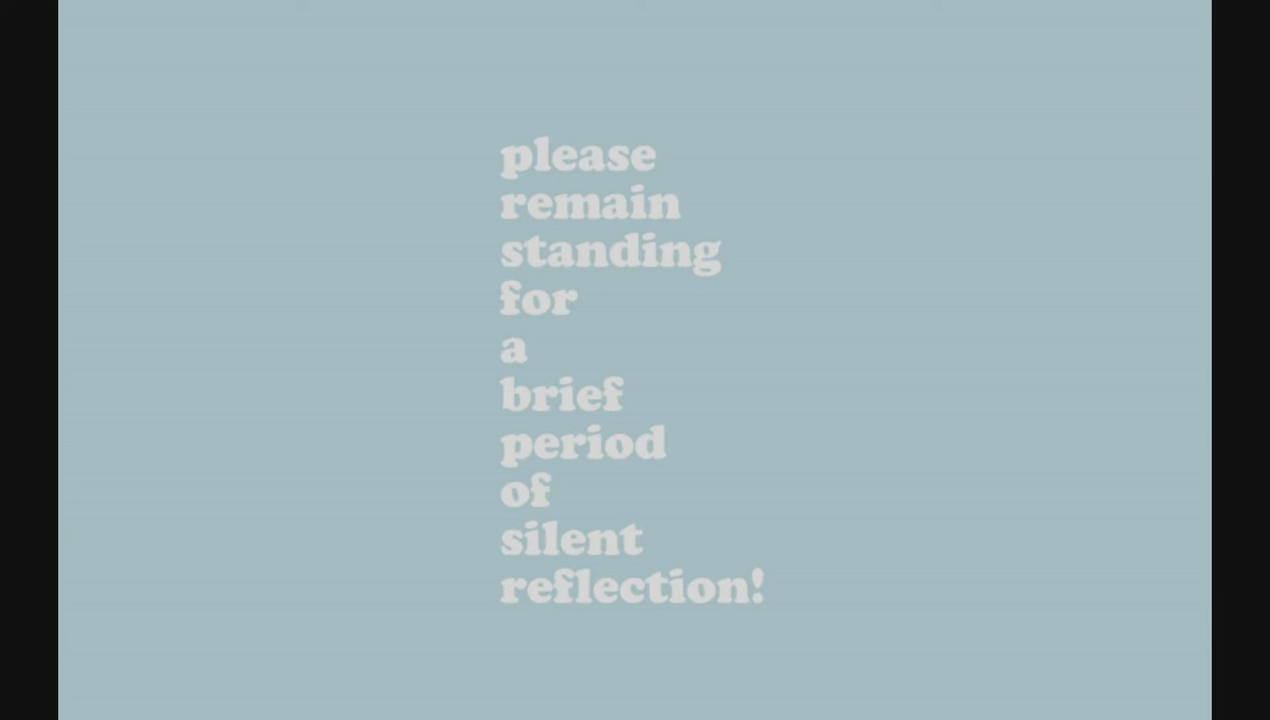 please
remain
standing
for
a
brief
period
of
silent
reflection!